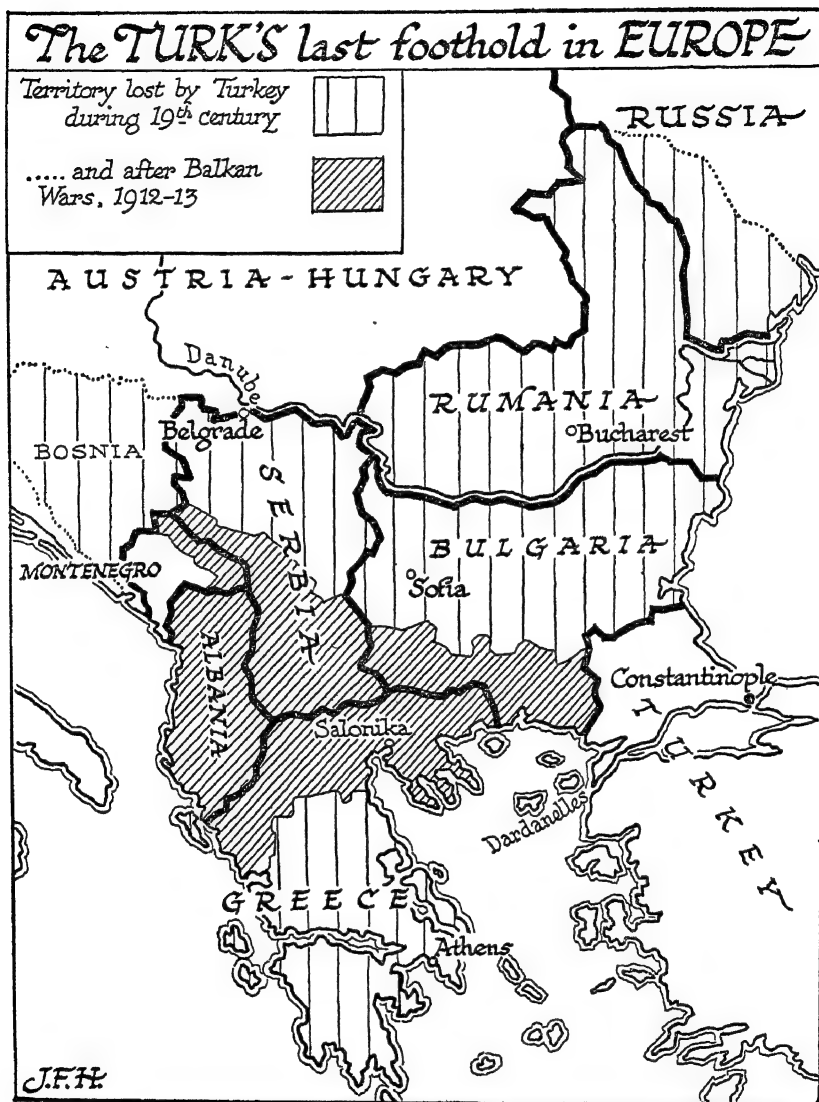 The TURK'S last foothold in EUROPE
Territory lost by Turkey
during 19th century
..... and after Balkan
Wars, 1912-13
RUSSIA
AUSTRIA-HUNGARY
Danube
RUMANIA
Bucharest
Belgrade
BOSNIA
SERBIA
BULGARIA
Sofia
MONTENEGRO
ALBANIA
Constantinople
Salonika
TURKEY
Dardanelles
GREECE
Athens
J.F.H.